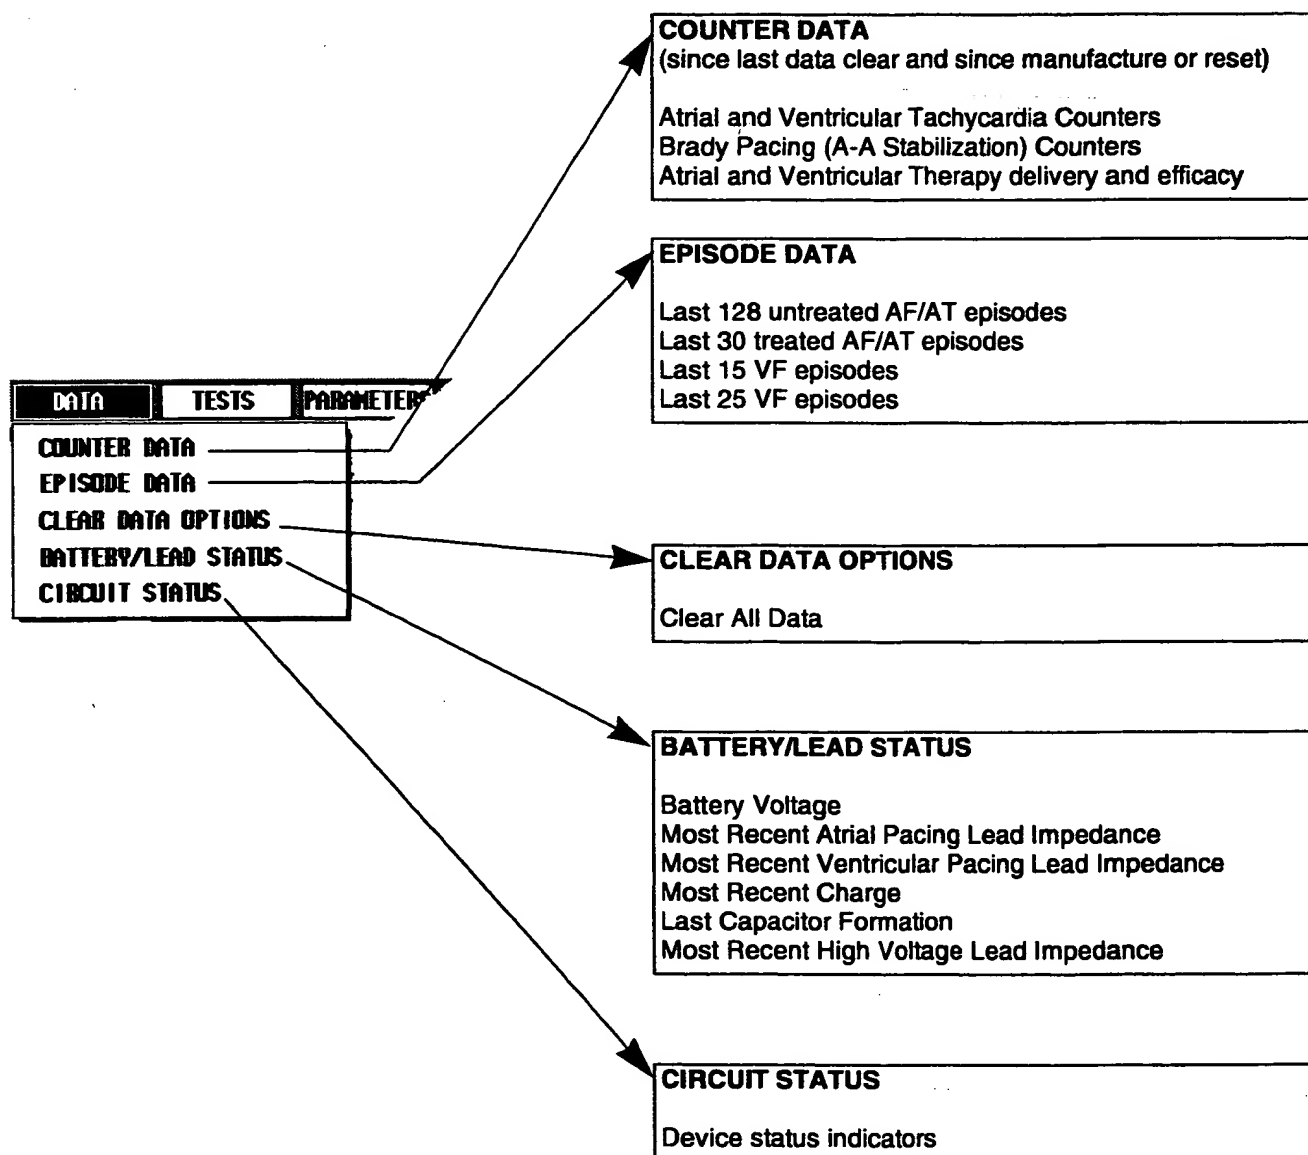 COUNTER DATA
(since last data clear and since manufacture or reset)
Atrial and Ventricular Tachycardia Counters
Brady Pacing (A-A Stabilization) Counters
Atrial and Ventricular Therapy delivery and efficacy
EPISODE DATA
Last 128 untreated AF/AT episodes
Last 30 treated AF/AT episodes
Last 15 VF episodes
Last 25 VF episodes
DATA TESTS PARAMETERS
COUNTER DATA
EPISODE DATA
CLEAR DATA OPTIONS
BATTERY/LEAD STATUS
CIRCUIT STATUS
CLEAR DATA OPTIONS
Clear All Data
BATTERY/LEAD STATUS
Battery Voltage
Most Recent Atrial Pacing Lead Impedance
Most Recent Ventricular Pacing Lead Impedance
Most Recent Charge
Last Capacitor Formation
Most Recent High Voltage Lead Impedance
CIRCUIT STATUS
Device status indicators